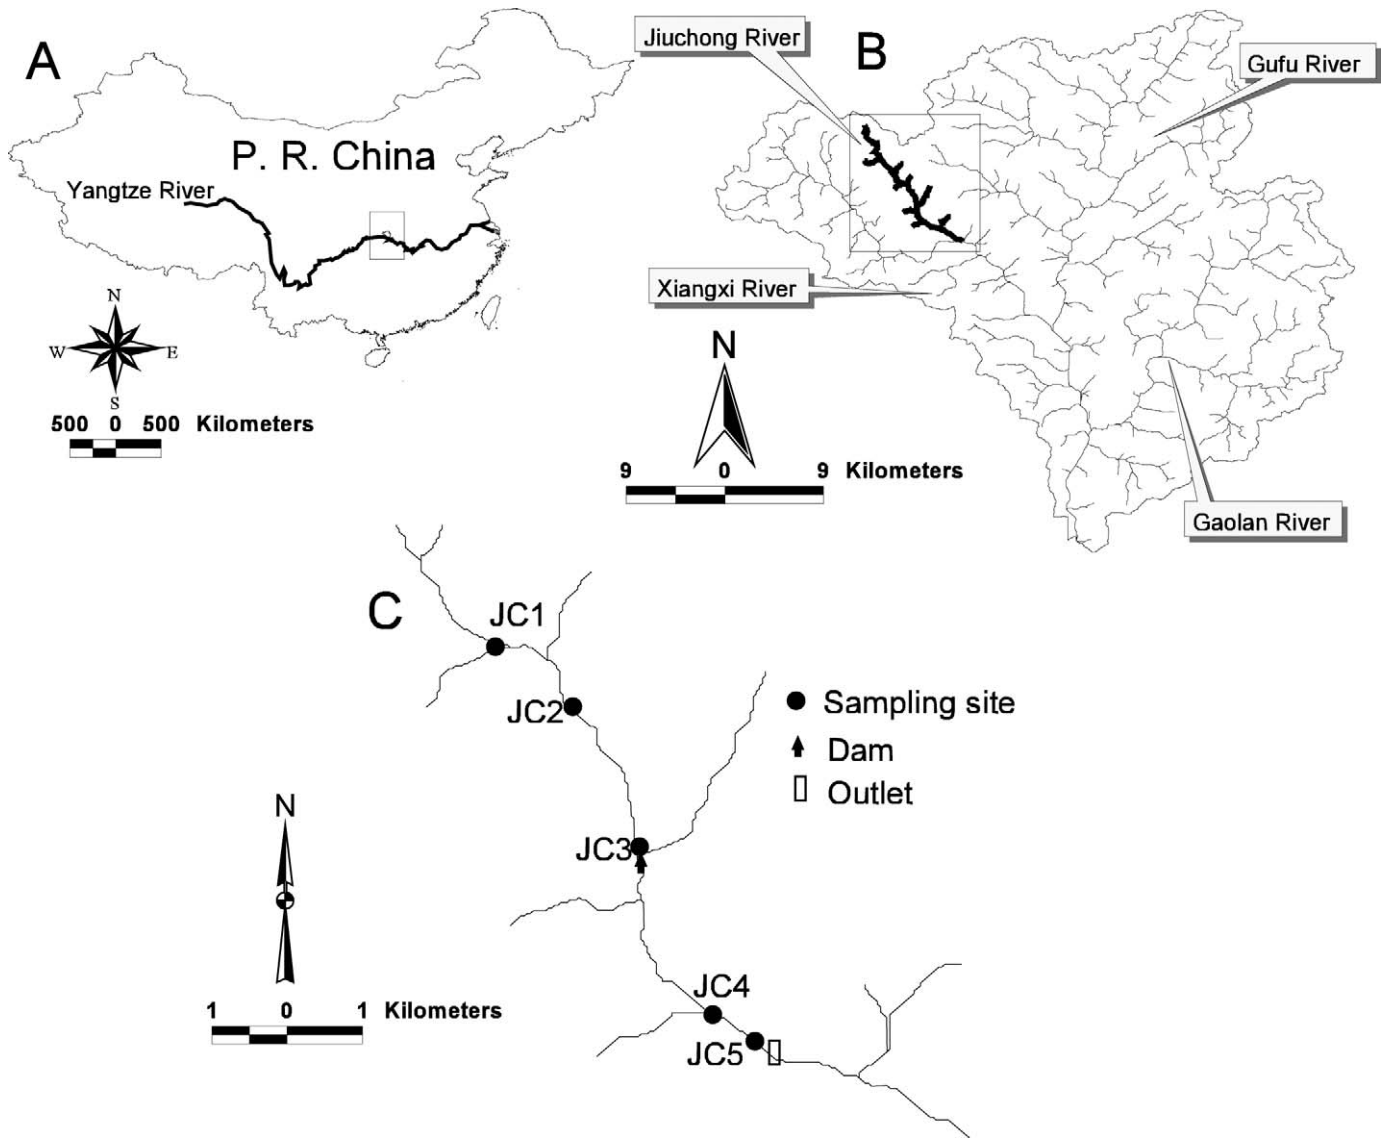 A
P. R. China
Yangtze River
N
W
E
S
500 0 500 Kilometers
B
Jiuchong River
Gufu River
Xiangxi River
Gaolan River
N
9 0 9 Kilometers
C
JC1
JC2
JC3
JC4
JC5
Sampling site
Dam
Outlet
N
1 0 1 Kilometers